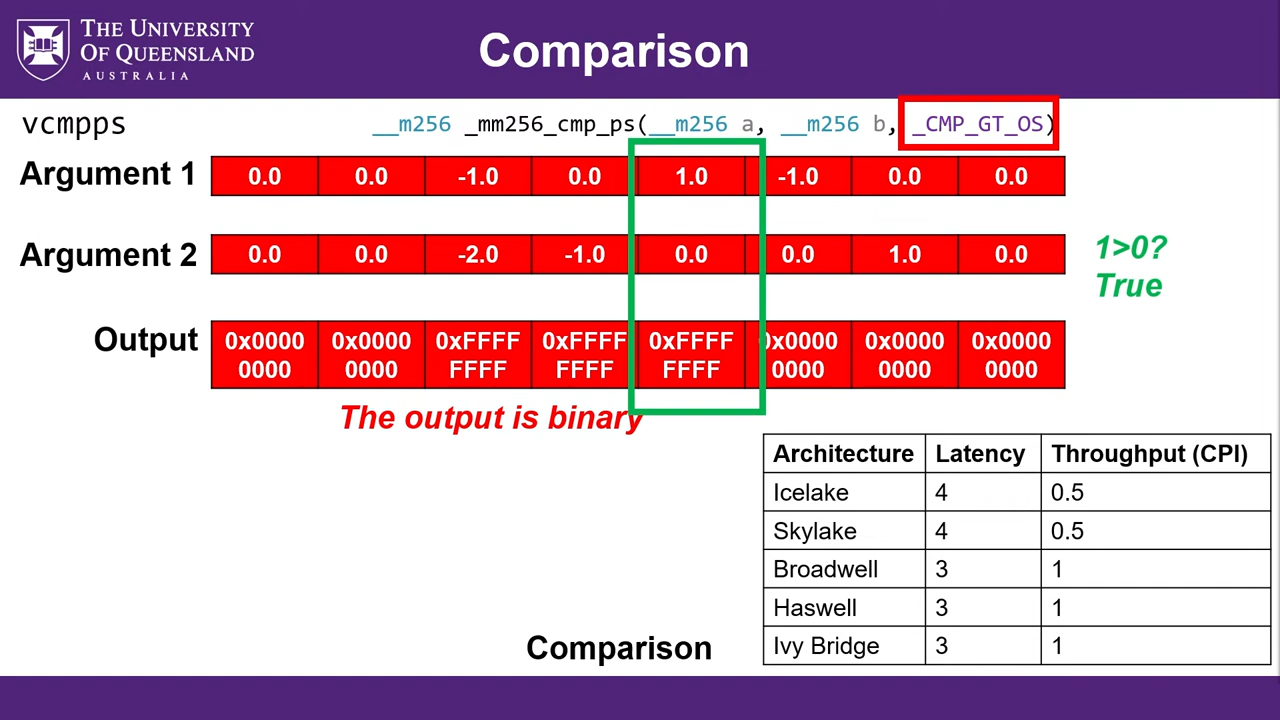 THE UNIVERSITY
OF QUEENSLAND
AUSTRALIA
Comparison
vcmpps
__m256 _mm256_cmp_ps(__m256 a, __m256 b, _CMP_GT_OS)
Argument 1 0.0 0.0 -1.0 0.0 1.0 -1.0 0.0 0.0
Argument 2 0.0 0.0 -2.0 -1.0 0.0 0.0 1.0 0.0
1>0?
True
Output 0x0000 0x0000 0xFFFF 0xFFFF 0xFFFF 0x0000 0x0000 0x0000
0000 0000 FFFF FFFF FFFF 0000 0000 0000
The output is binary
Architecture Latency Throughput (CPI)
Icelake 4 0.5
Skylake 4 0.5
Broadwell 3 1
Haswell 3 1
Ivy Bridge 3 1
Comparison